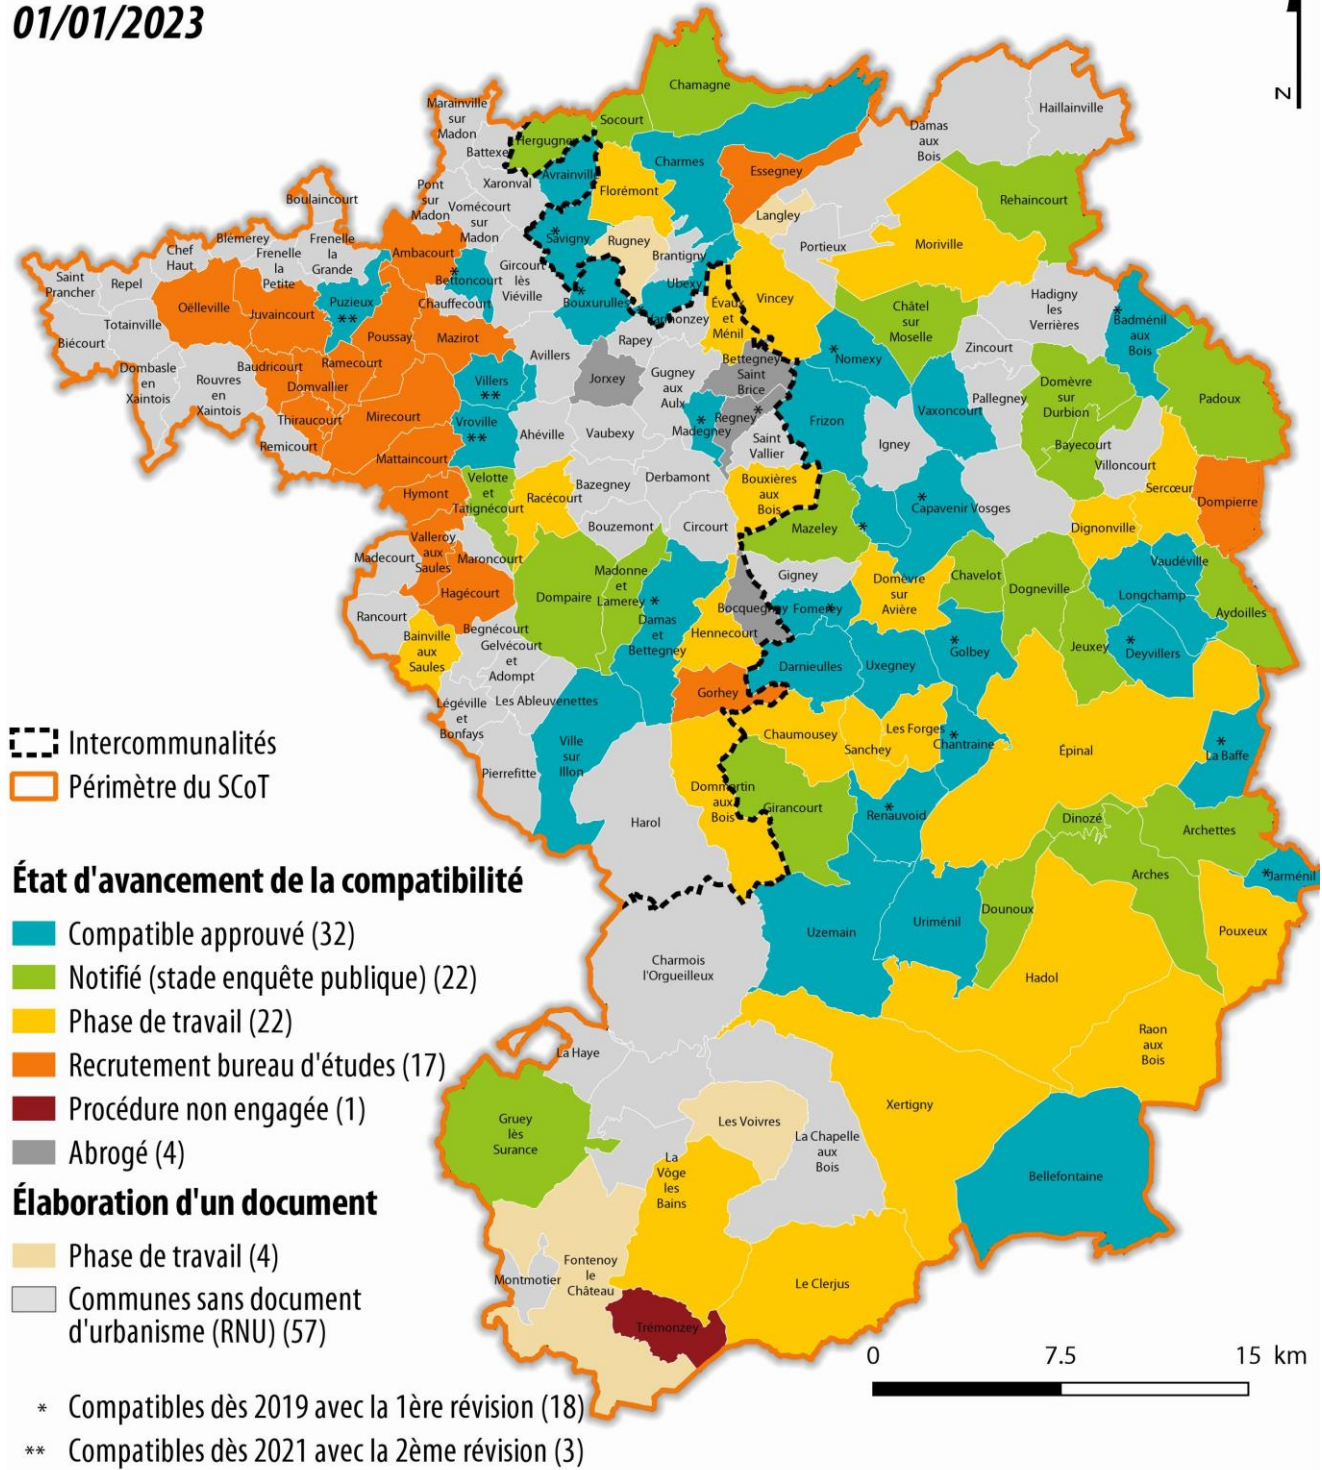 01/01/2023
N
Chamagne
Haillainville
Marainville
sur
Madon
Socourt
Damas
aux
Bois
Hergugney
Battexey
Charmes
Avrainville
Essegney
Xaronval
Florémont
Rehaincourt
Pont
sur
Madon
Boulaincourt
Vomécourt
sur
Madon
Langley
Savigny
*
Rugney
Portieux
Moriville
Brantigny
Blémerey
Frenelle
la
Grande
Chef
Haut
Frenelle
la
Petite
Ambacourt
Saint
Prancher
Repel
Bettoncourt
*
Gircourt
lès
Viéville
Ubexy
Vincey
Hadigny
les
Verrières
Oëlleville
Juvaincourt
Puzieux
**
Chauffecourt
Bouxurulles
*
Évaux
et
Ménil
Châtel
sur
Moselle
Badménil
aux
Bois
*
Totainville
Biécourt
Poussay
Mazirot
Rapey
Zincourt
Avillers
Nomexy
*
Bettegney
Saint
Brice
Dombasle
en
Xaintois
Rouvres
en
Xaintois
Baudricourt
Ramecourt
Domvallier
Villers
**
Jorxey
Gugney
aux
Aulx
Domèvre
sur
Durbion
Pallegney
Padoux
Mirecourt
Thiraucourt
Vroville
**
Madegney
*
Regney
*
Frizon
Vaxoncourt
Ahéville
Vaubexy
Saint
Vallier
Igney
Bayecourt
Remicourt
Mattaincourt
Villoncourt
Velotte
et
Tatignécourt
Hymont
Racécourt
Bazegney
Derbamont
Bouxières
aux
Bois
Sercœur
Dompierre
Capavenir Vosges
*
*
Bouzemont
Circourt
Mazeley
Dignonville
Valleroy
aux
Saules
Madecourt
Maroncourt
Vaudéville
Madonne
et
Lamerey
Gigney
Domèvre
sur
Avière
Chavelot
Dogneville
Longchamp
Hagécourt
Dompaire
Damas
et
Bettegney
*
Bocquegney
Fomerey
*
Aydoilles
Rancourt
Bainville
aux
Saules
Begnécourt
Gelvécourt
et
Adompt
Hennecourt
Golbey
*
Jeuxey
Deyvillers
*
Darnieulles
Uxegney
Gorhey
Légéville
et
Bonfays
Les Ableuvenettes
Chaumousey
Les Forges
Sanchey
Chantraine
*
Épinal
La Baffe
*
Ville
sur
Illon
Pierrefitte
Dommartin
aux
Bois
Girancourt
Renauvoid
*
Harol
Dinozé
Archettes
Arches
Jarménil
*
Dounoux
Uzemain
Uriménil
Pouxeux
Charmois
l'Orgueilleux
Hadol
Raon
aux
Bois
La Haye
Xertigny
Gruey
lès
Surance
Les Voivres
La Chapelle
aux
Bois
La
Vôge
les
Bains
Bellefontaine
Fontenoy
le
Château
Montmotier
Le Clerjus
Trémonzey
Intercommunalités
Périmètre du SCoT
État d'avancement de la compatibilité
Compatible approuvé (32)
Notifié (stade enquête publique) (22)
Phase de travail (22)
Recrutement bureau d'études (17)
Procédure non engagée (1)
Abrogé (4)
Élaboration d'un document
Phase de travail (4)
Communes sans document
d'urbanisme (RNU) (57)
* Compatibles dès 2019 avec la 1ère révision (18)
** Compatibles dès 2021 avec la 2ème révision (3)
0 7.5 15 km